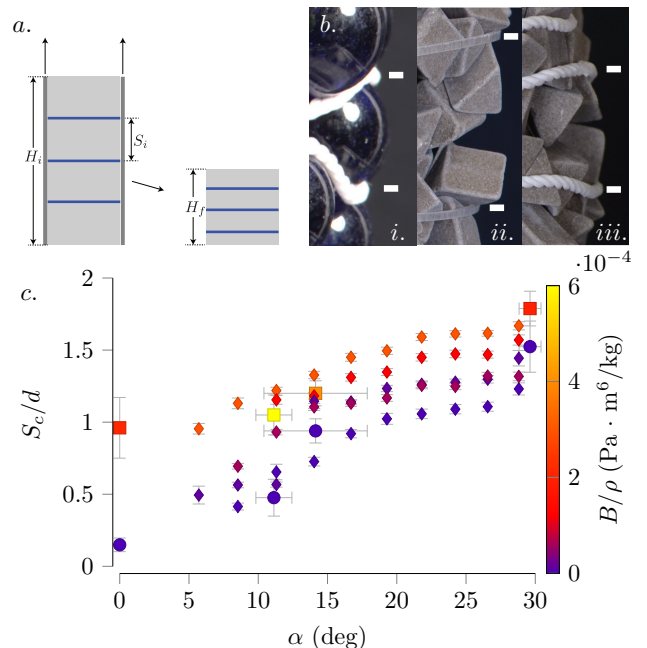 a.
H_i
S_i
H_f
b.
i.
ii.
iii.
c.
S_c/d
2
1.5
1
0.5
0
0 5 10 15 20 25 30
α (deg)
·10⁻⁴
6
4
2
0
B/ρ (Pa · m⁶/kg)